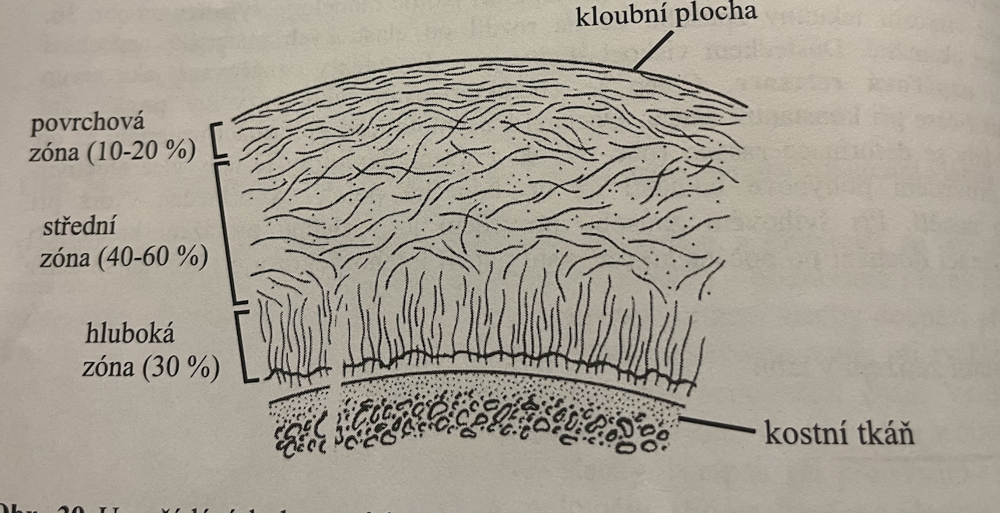 kloubní plocha
povrchová
zóna (10-20 %)
střední
zóna (40-60 %)
hluboká
zóna (30 %)
kostní tkáň